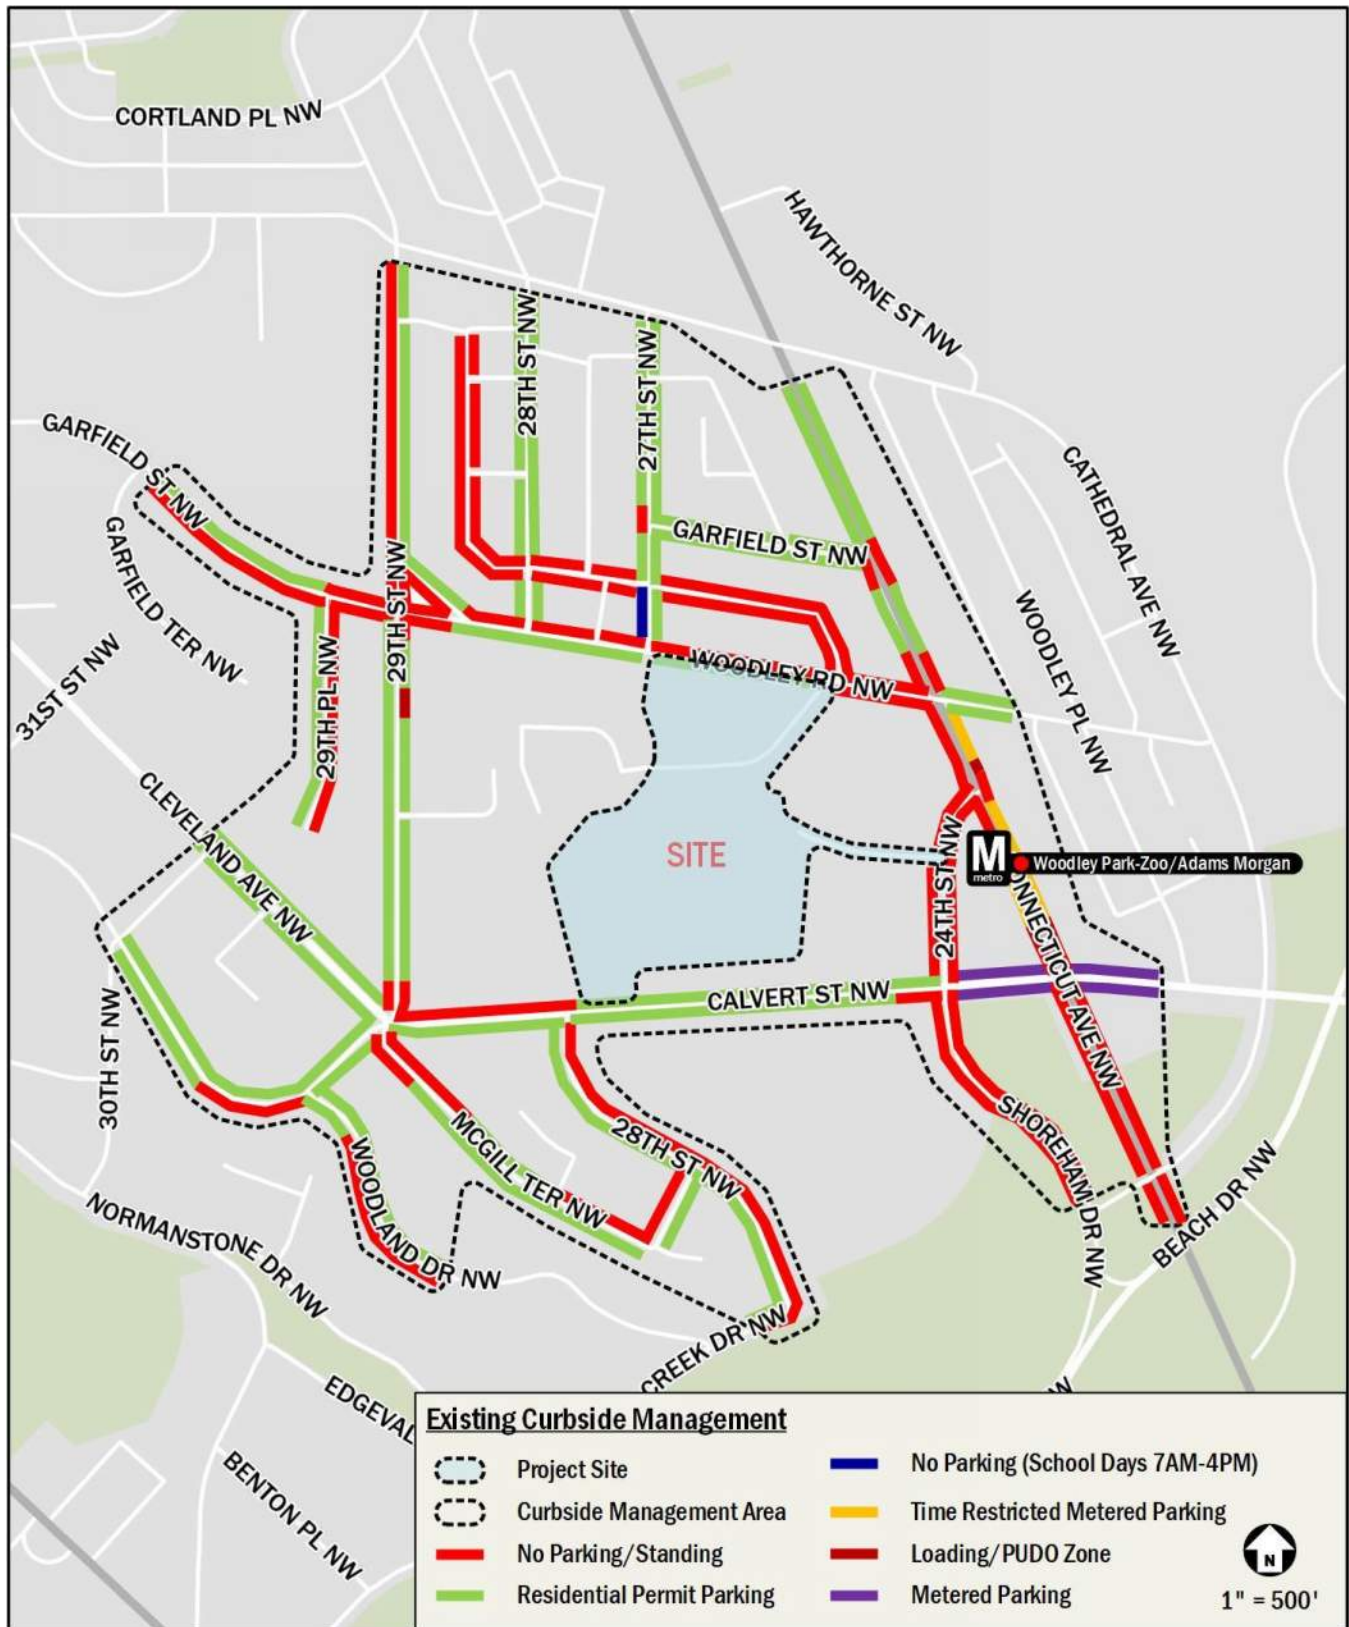 CORTLAND PL NW
HAWTHORNE ST NW
28TH ST NW
27TH ST NW
GARFIELD ST NW
GARFIELD ST NW
CATHEDRAL AVE NW
GARFIELD TER NW
29TH ST NW
WOODLEY PL NW
31ST ST NW
29TH PL NW
WOODLEY RD NW
CLEVELAND AVE NW
SITE
24TH ST NW
M
metro
Woodley Park-Zoo/Adams Morgan
ONNECTICUT AVE NW
CALVERT ST NW
30TH ST NW
MCGILL TER NW
28TH ST NW
SHOREHAM DR NW
WOODLAND DR NW
BEACH DR NW
NORMANSTONE DR NW
CREEK DR NW
EDGEVAL
W
BENTON PL NW
Existing Curbside Management
Project Site
Curbside Management Area
No Parking/Standing
Residential Permit Parking
No Parking (School Days 7AM-4PM)
Time Restricted Metered Parking
Loading/PUDO Zone
Metered Parking
N
1" = 500'